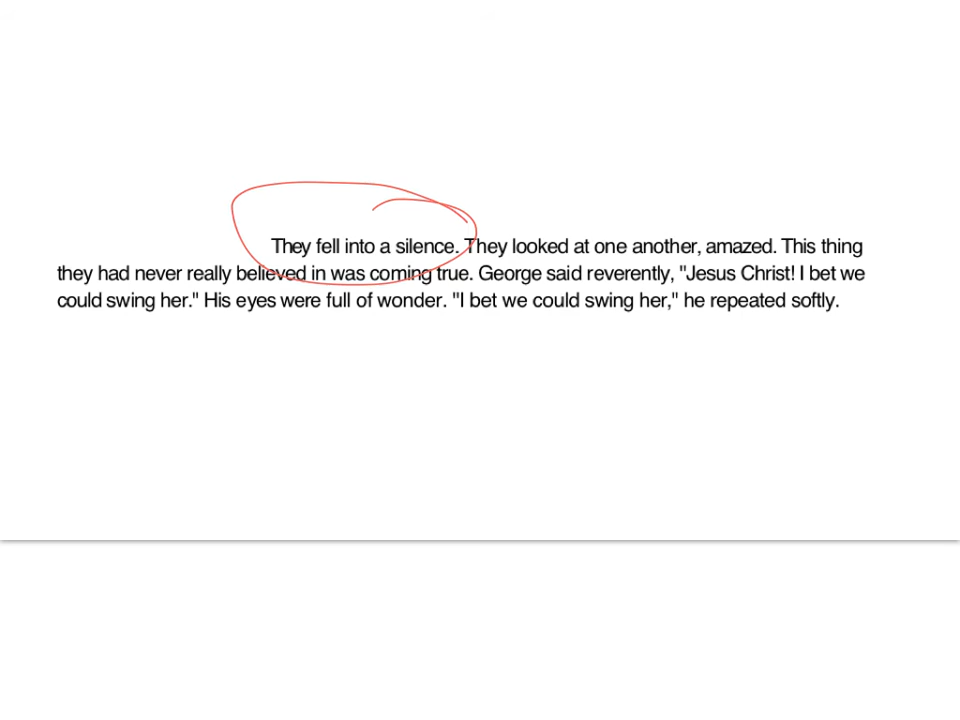 They fell into a silence. They looked at one another, amazed. This thing
they had never really believed in was coming true. George said reverently, "Jesus Christ! I bet we
could swing her." His eyes were full of wonder. "I bet we could swing her," he repeated softly.